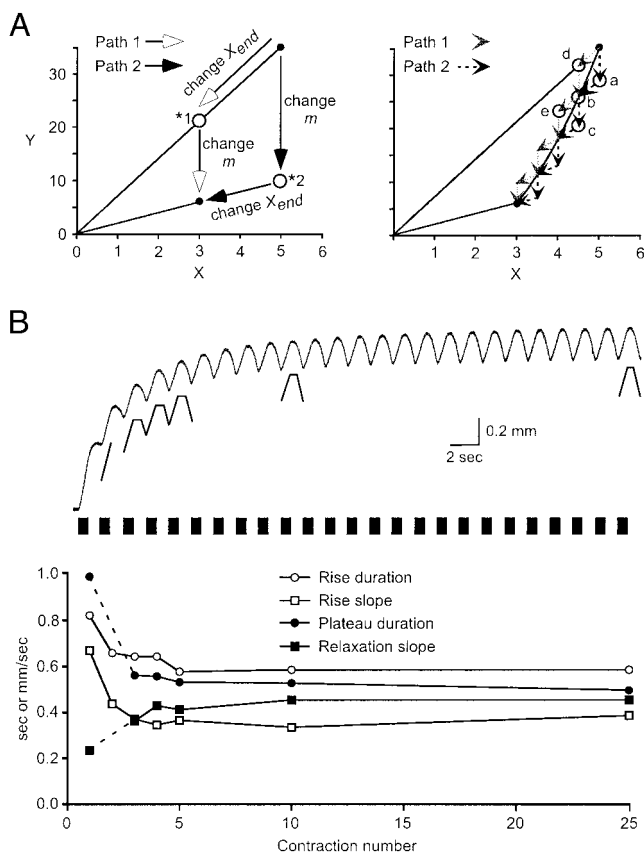 A
Path 1
Path 2
change Xend
*1
change
m
change
m
*2
change Xend
Y
35
30
20
10
0
0 1 2 3 4 5 6
X
Path 1
Path 2
d
a
b
e
c
0 1 2 3 4 5 6
X
B
0.2 mm
2 sec
Rise duration
Rise slope
Plateau duration
Relaxation slope
sec or mm/sec
1.0
0.8
0.6
0.4
0.2
0.0
0 5 10 15 20 25
Contraction number